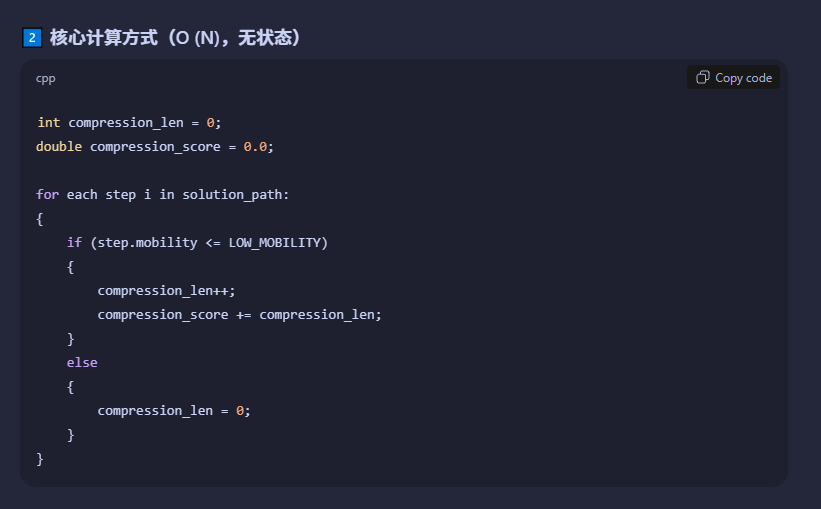 2 核心计算方式（O (N)，无状态）
cpp
Copy code
int compression_len = 0;
double compression_score = 0.0;
for each step i in solution_path:
{
    if (step.mobility <= LOW_MOBILITY)
    {
        compression_len++;
        compression_score += compression_len;
    }
    else
    {
        compression_len = 0;
    }
}